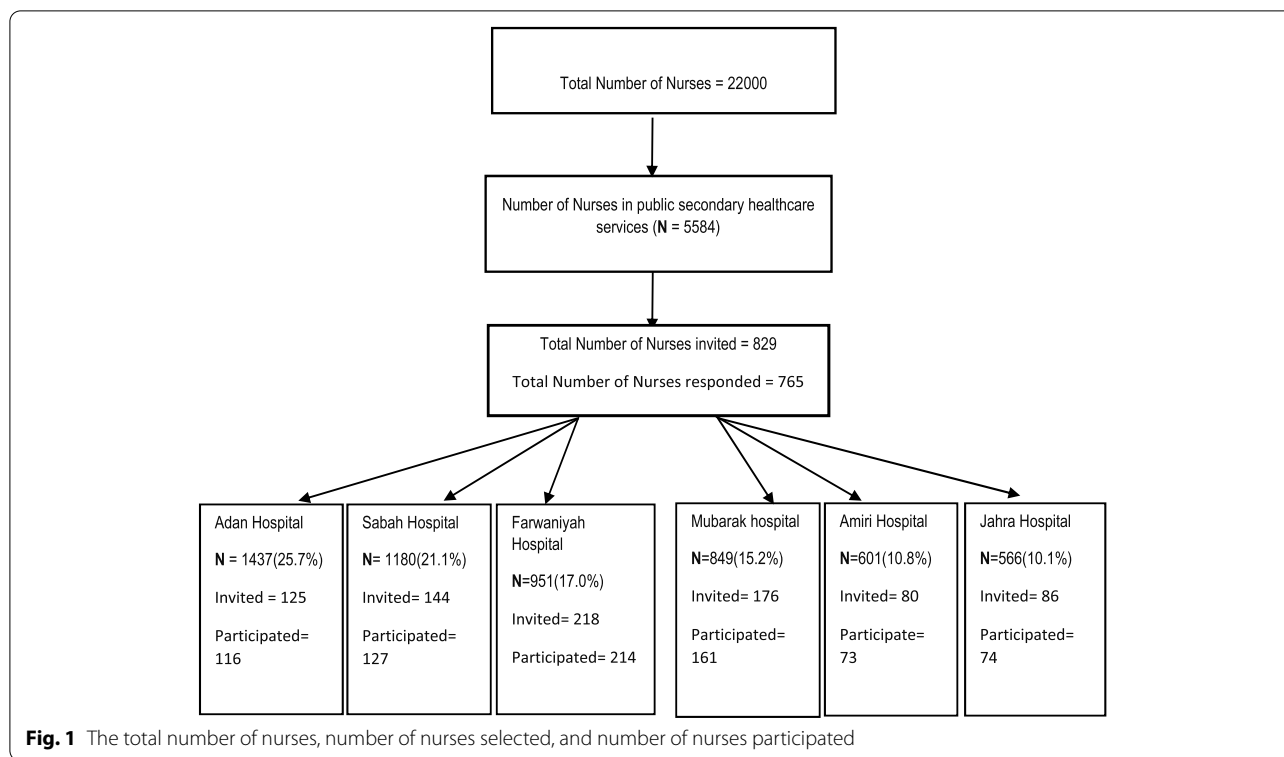 Total Number of Nurses = 22000
Number of Nurses in public secondary healthcare
services (N = 5584)
Total Number of Nurses invited = 829
Total Number of Nurses responded = 765
Adan Hospital
N = 1437(25.7%)
Invited = 125
Participated=
116
Sabah Hospital
N= 1180(21.1%)
Invited= 144
Participated=
127
Farwaniyah
Hospital
N=951(17.0%)
Invited= 218
Participated= 214
Mubarak hospital
N=849(15.2%)
Invited= 176
Participated=
161
Amiri Hospital
N=601(10.8%)
Invited= 80
Participate=
73
Jahra Hospital
N=566(10.1%)
Invited= 86
Participated=
74
Fig. 1 The total number of nurses, number of nurses selected, and number of nurses participated